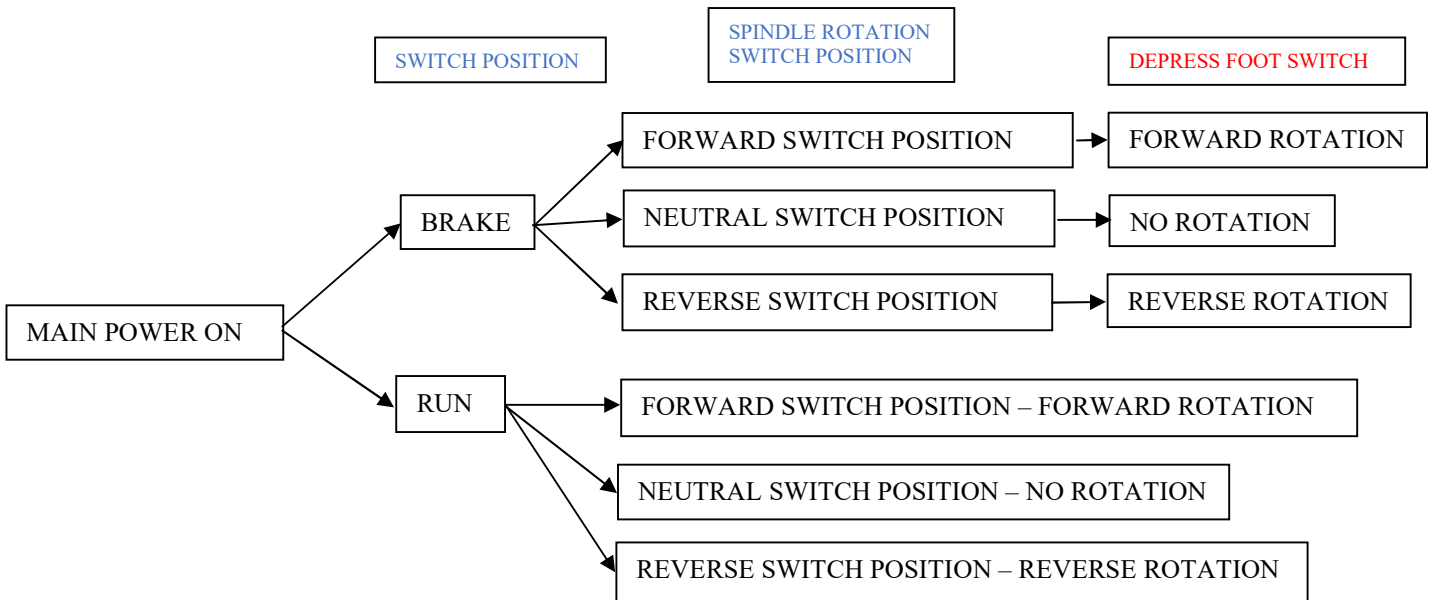 SWITCH POSITION
SPINDLE ROTATION
SWITCH POSITION
DEPRESS FOOT SWITCH
FORWARD SWITCH POSITION
FORWARD ROTATION
BRAKE
NEUTRAL SWITCH POSITION
NO ROTATION
REVERSE SWITCH POSITION
REVERSE ROTATION
MAIN POWER ON
RUN
FORWARD SWITCH POSITION – FORWARD ROTATION
NEUTRAL SWITCH POSITION – NO ROTATION
REVERSE SWITCH POSITION – REVERSE ROTATION